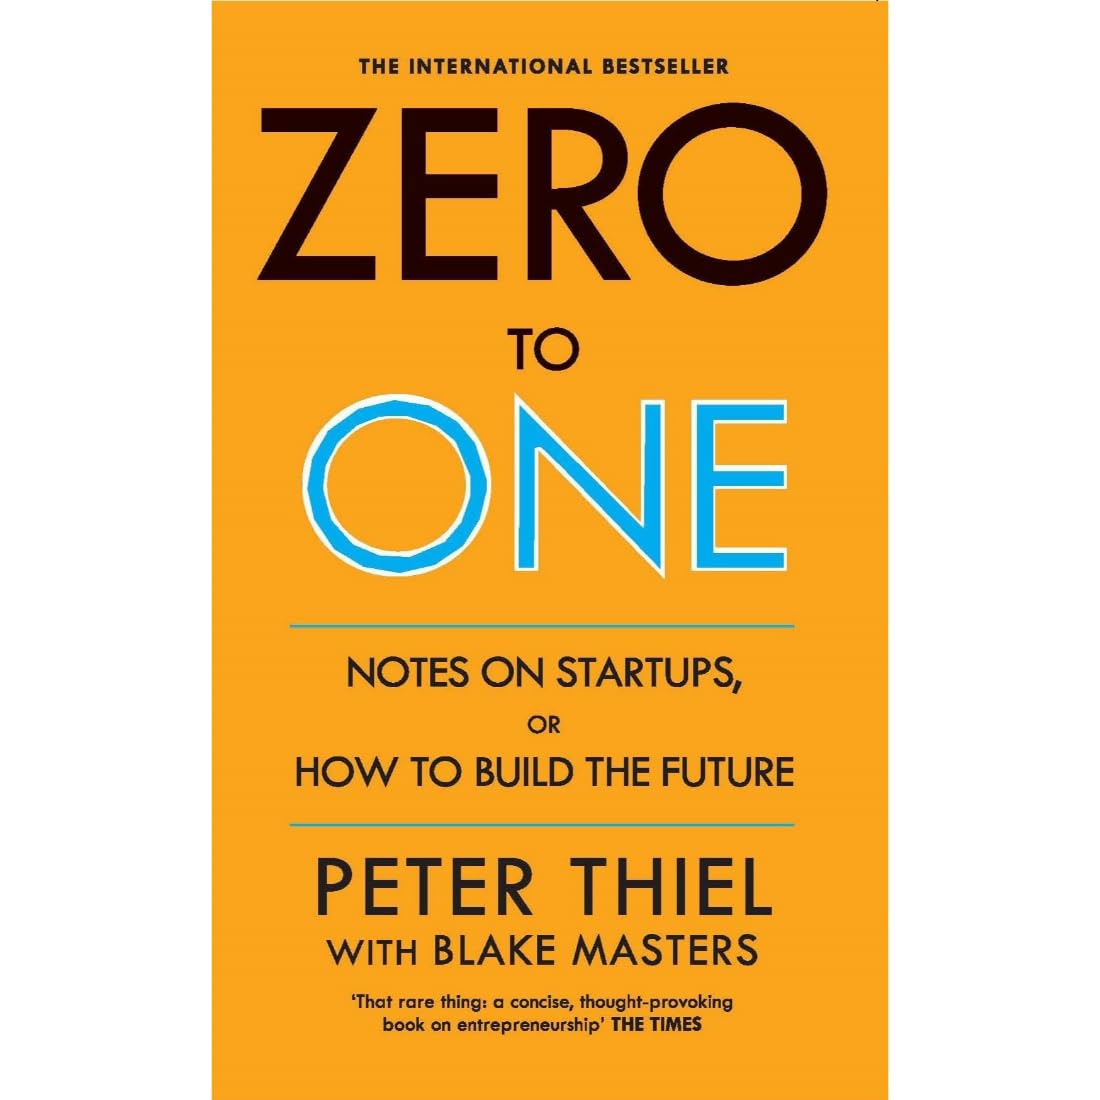 THE INTERNATIONAL BESTSELLER
ZERO
TO
ONE
NOTES ON STARTUPS,
OR
HOW TO BUILD THE FUTURE
PETER THIEL
WITH BLAKE MASTERS
‘That rare thing: a concise, thought-provoking
book on entrepreneurship’ THE TIMES